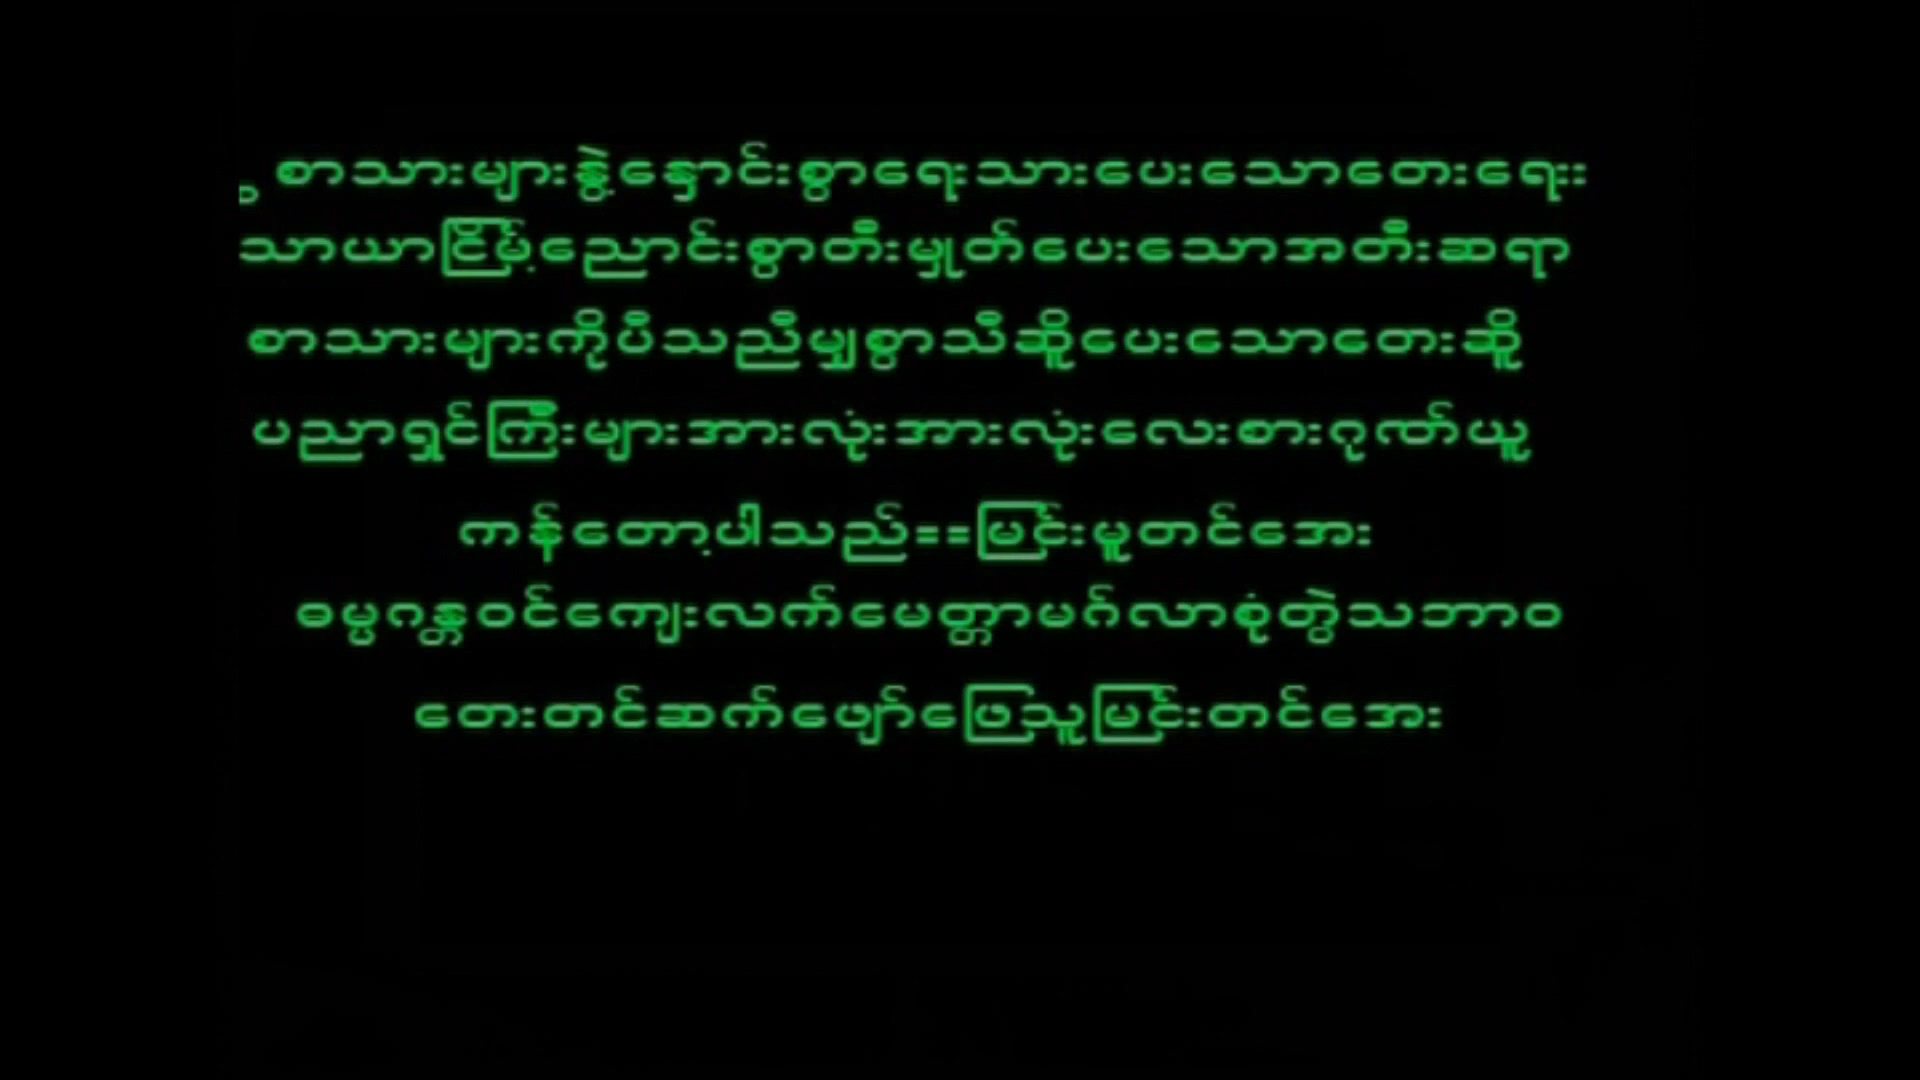 စာသားများနွဲ့နှောင်းစွာရေးသားပေးသောတေးရေးး
သာယာငြိမ့်ညောင်းစွာတီးမှုတ်ပေးသောအတီးဆရာ
စာသားများကိုပီသညီမျှစွာသီဆိုပေးသောတေးဆို
ပညာရှင်ကြီးများအားလုံးအားလုံးလေးစားဂုဏ်ယူ
ကန်တော့ပါသည်==မြင်းမူတင်အေး
ဓမ္မဂန္တဝင်ကျေးလက်မေတ္တာမင်္ဂလာစုံတွဲသဘာဝ
တေးတင်ဆက်ဖျော်ဖြေသူမြင်းတင်အေး